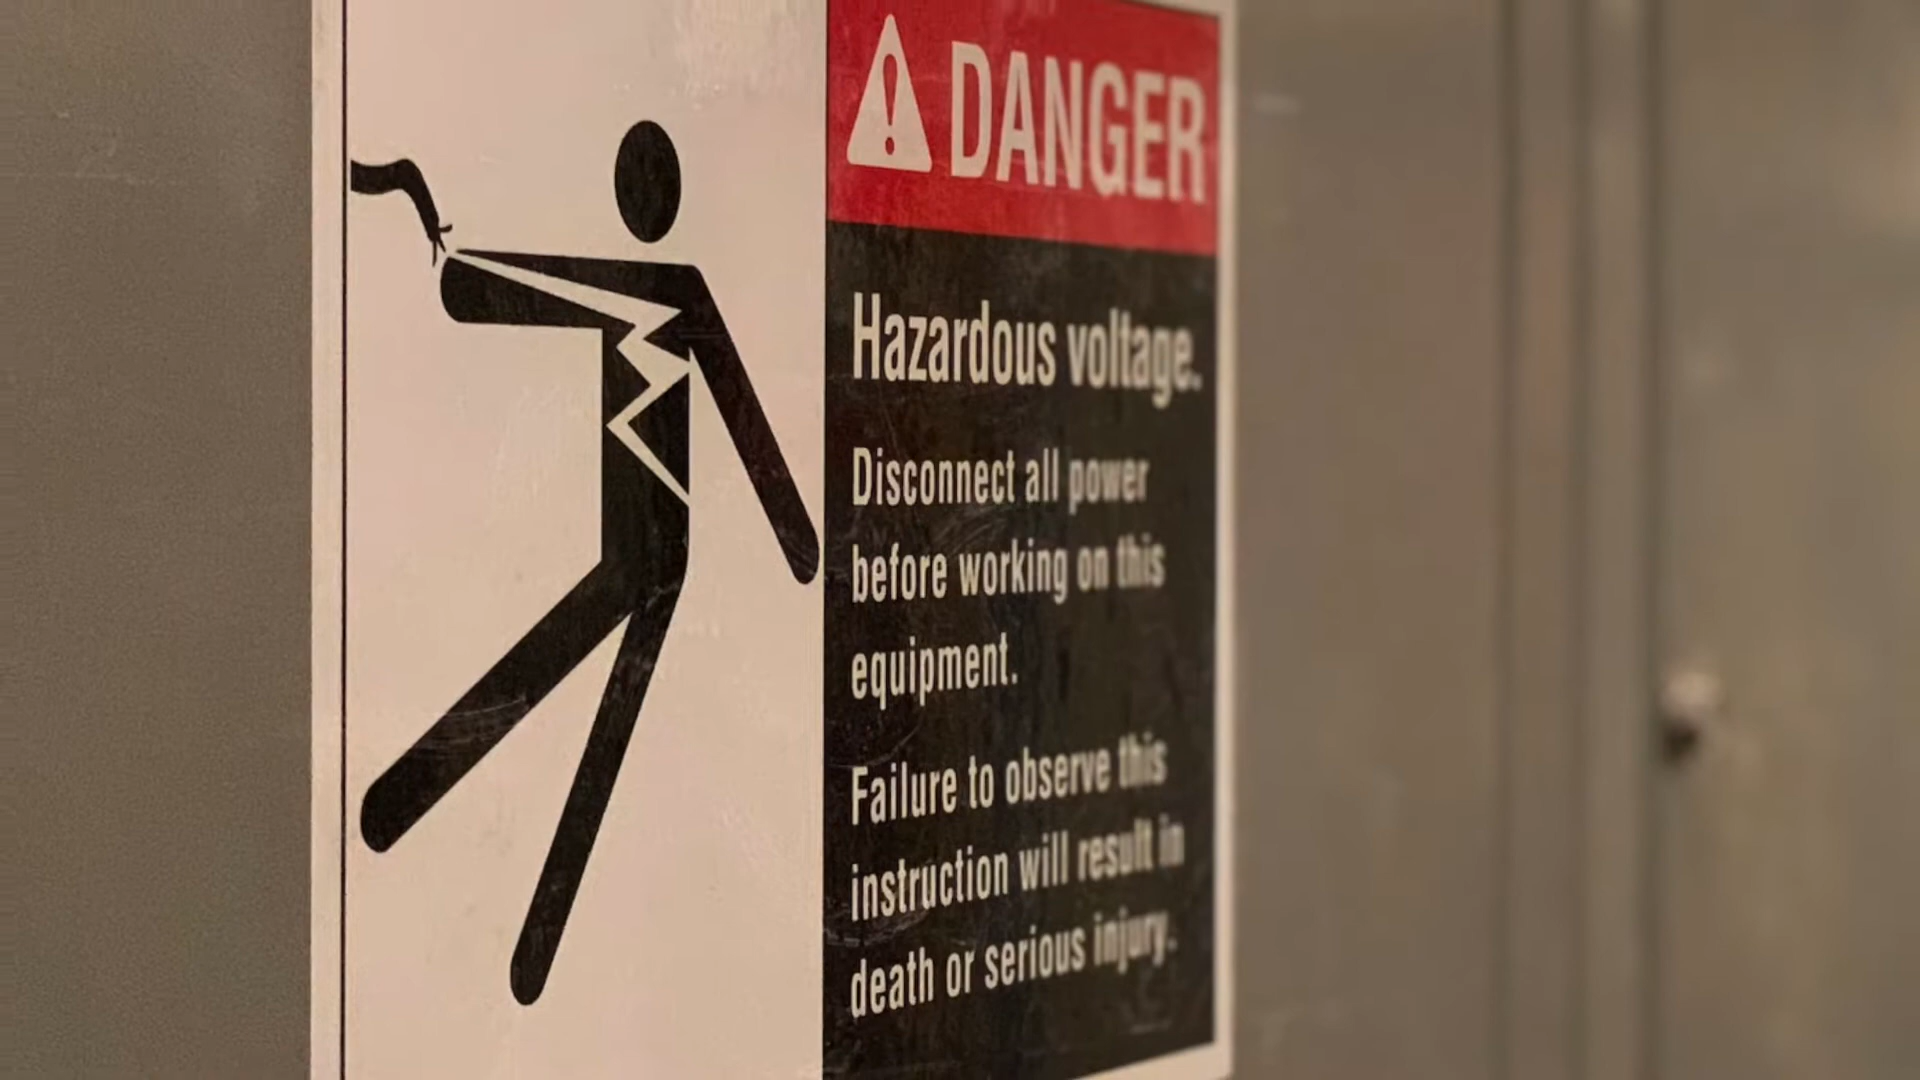 DANGER
Hazardous voltage.
Disconnect all power
before working on this
equipment.
Failure to observe this
instruction will result in
death or serious injury.